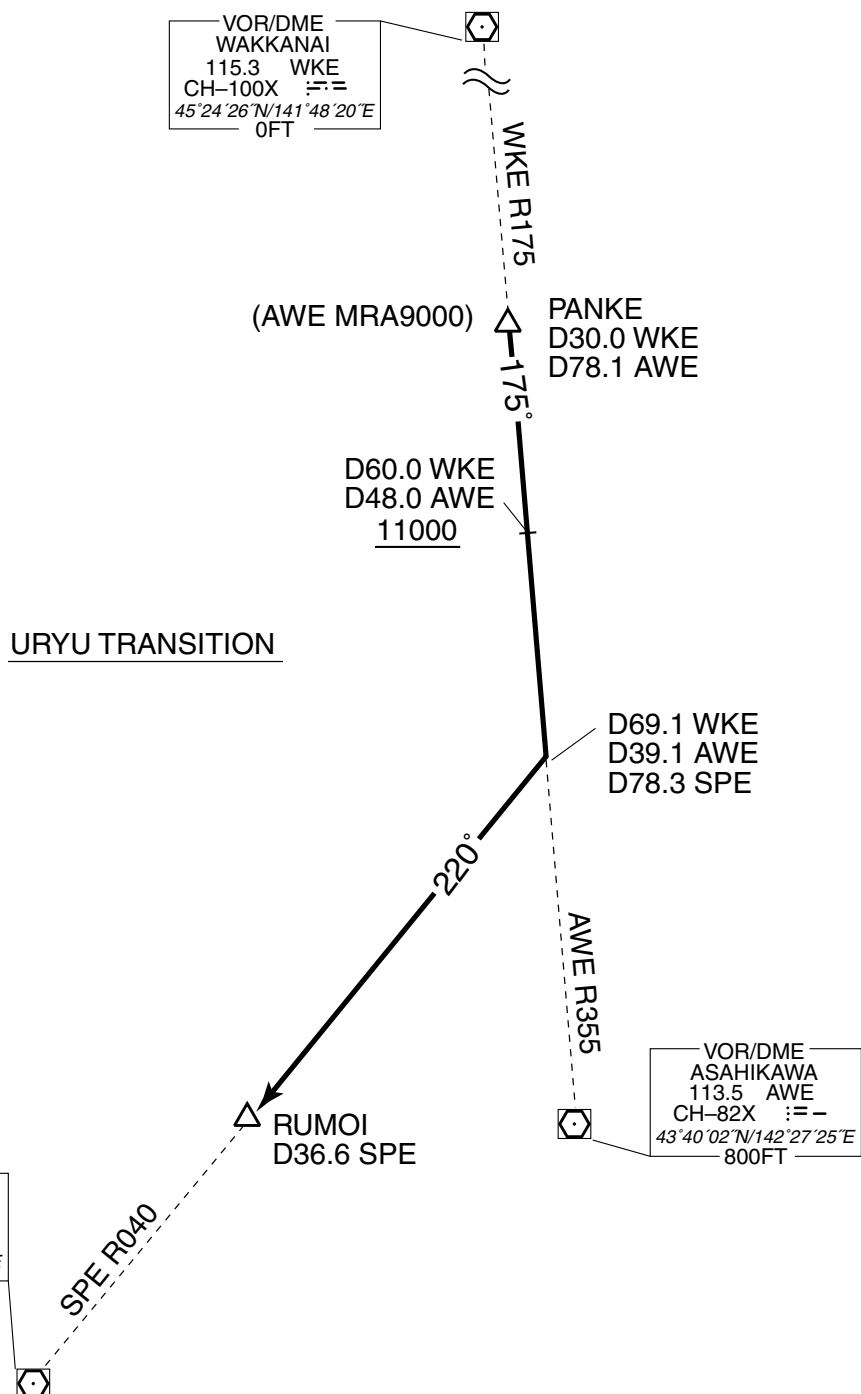 VOR/DME
WAKKANAI
115.3 WKE
CH–100X
45°24´26˝N/141°48´20˝E
0FT
WKE R175
(AWE MRA9000)
PANKE
D30.0 WKE
D78.1 AWE
175°
D60.0 WKE
D48.0 AWE
11000
URYU TRANSITION
D69.1 WKE
D39.1 AWE
D78.3 SPE
220°
AWE R355
VOR/DME
ASAHIKAWA
113.5 AWE
CH–82X
43°40´02˝N/142°27´25˝E
800FT
RUMOI
D36.6 SPE
SPE R040